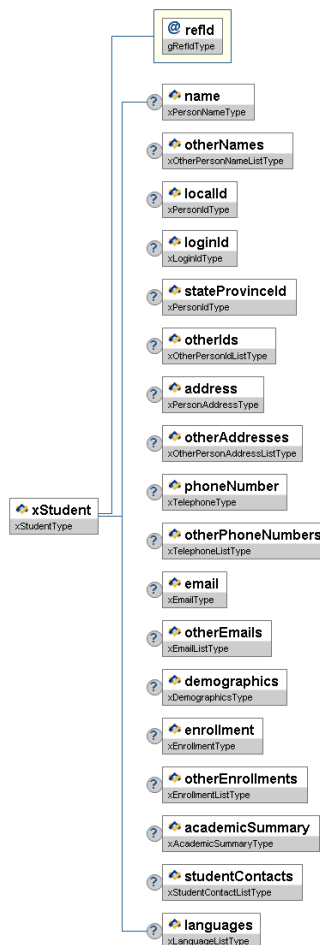 @ refId
gRefIdType
? name
xPersonNameType
? otherNames
xOtherPersonNameListType
? localId
xPersonIdType
? loginId
xLoginIdType
? stateProvinceId
xPersonIdType
? otherIds
xOtherPersonIdListType
? address
xPersonAddressType
? otherAddresses
xOtherPersonAddressListType
? phoneNumber
xTelephoneType
xStudent
xStudentType
? otherPhoneNumbers
xTelephoneListType
? email
xEmailType
? otherEmails
xEmailListType
? demographics
xDemographicsType
? enrollment
xEnrollmentType
? otherEnrollments
xEnrollmentListType
? academicSummary
xAcademicSummaryType
? studentContacts
xStudentContactListType
? languages
xLanguageListType